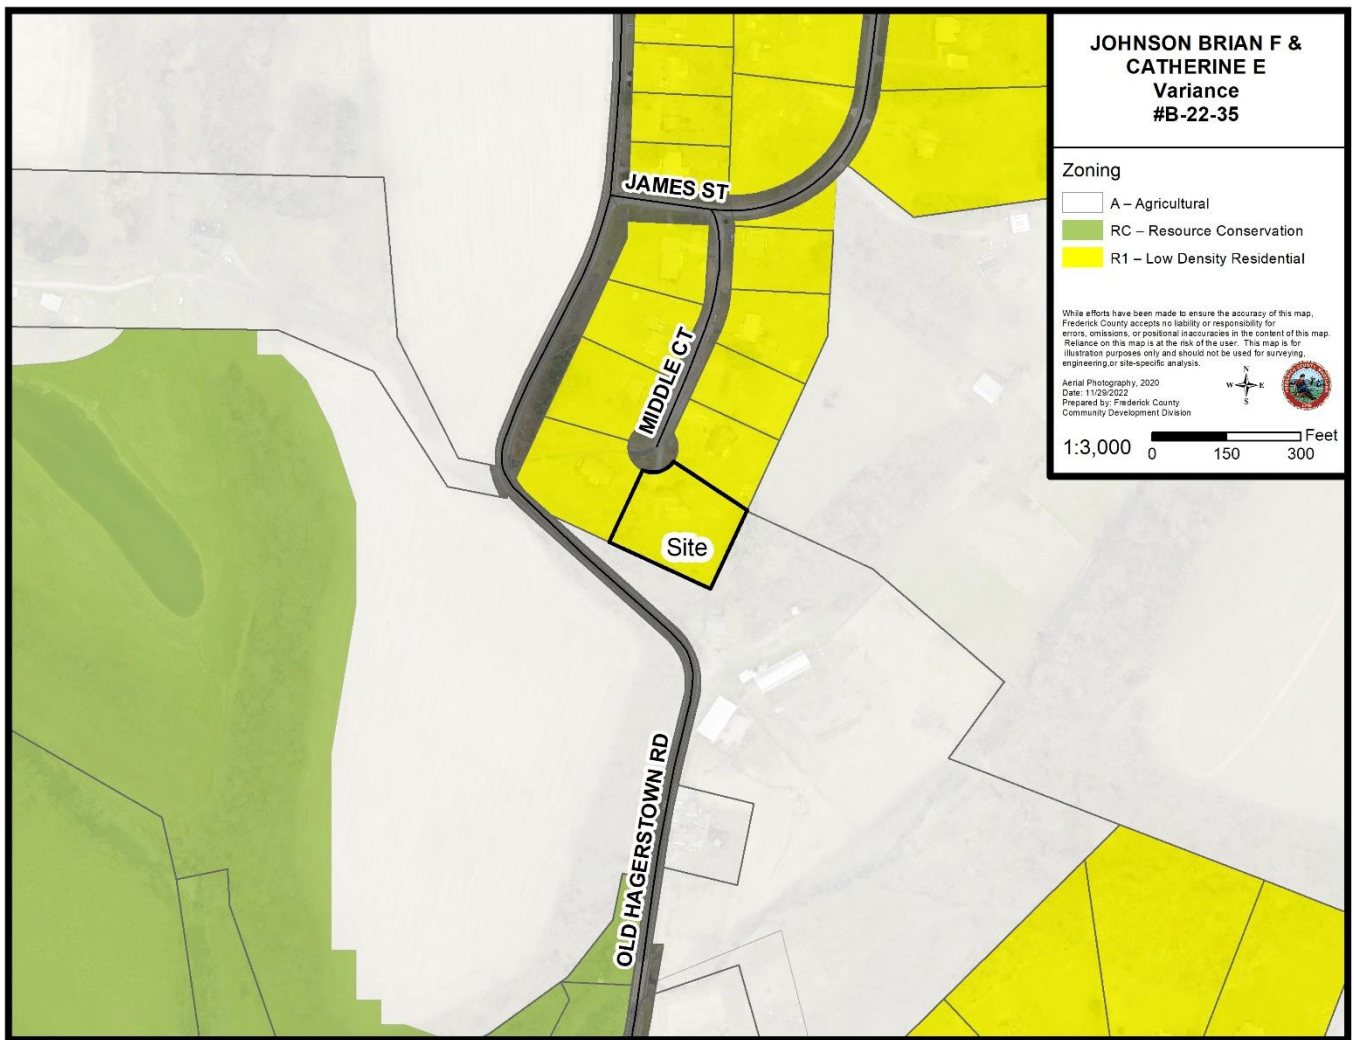 JOHNSON BRIAN F &
CATHERINE E
Variance
#B-22-35
Zoning
A – Agricultural
RC – Resource Conservation
R1 – Low Density Residential
While efforts have been made to ensure the accuracy of this map,
Frederick County accepts no liability or responsibility for
errors, omissions, or positional inaccuracies in the content of this map.
Reliance on this map is at the risk of the user. This map is for
illustration purposes only and should not be used for surveying,
engineering,or site-specific analysis.
Aerial Photography, 2020
Date: 11/29/2022
Prepared by: Frederick County
Community Development Division
N
W E
S
1:3,000
Feet
0 150 300
JAMES ST
MIDDLE CT
Site
OLD HAGERSTOWN RD